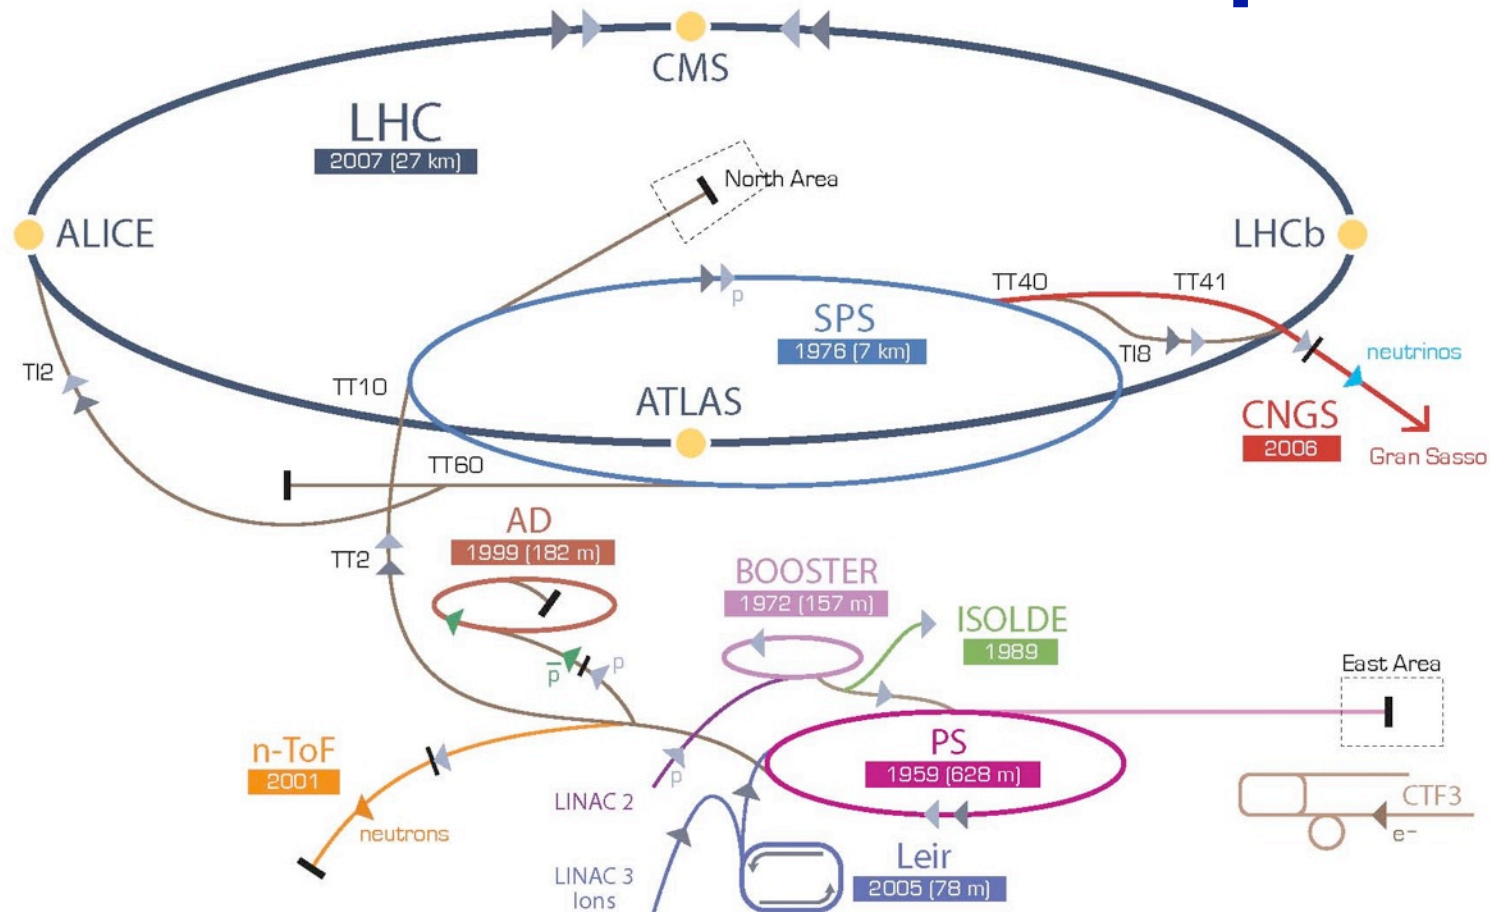 CMS
LHC
2007 (27 km)
North Area
ALICE
LHCb
TT40
TT41
p
SPS
1976 (7 km)
TI8
neutrinos
TI2
TT10
ATLAS
CNGS
2006
Gran Sasso
TT60
AD
1999 (182 m)
TT2
BOOSTER
1972 (157 m)
ISOLDE
1989
p̅
p
East Area
n-ToF
2001
PS
1959 (628 m)
p
LINAC 2
neutrons
CTF3
e–
Leir
2005 (78 m)
LINAC 3
Ions